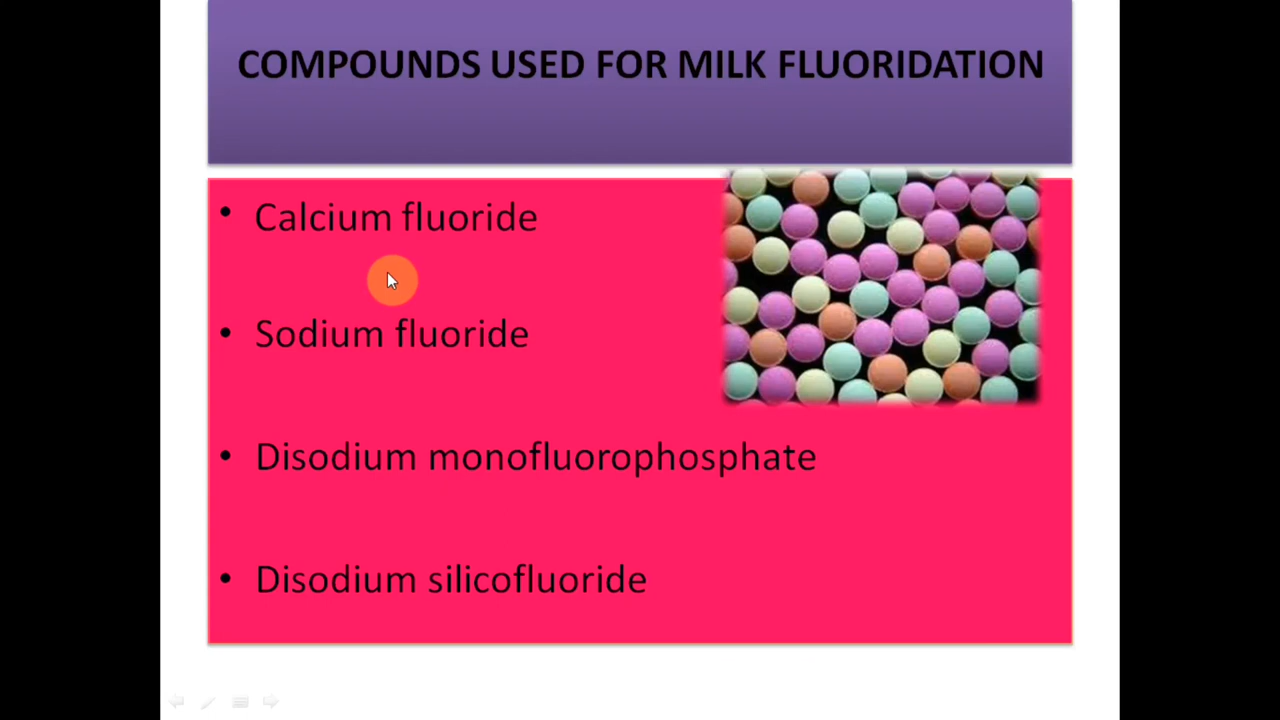 COMPOUNDS USED FOR MILK FLUORIDATION
• Calcium fluoride
• Sodium fluoride
• Disodium monofluorophosphate
• Disodium silicofluoride